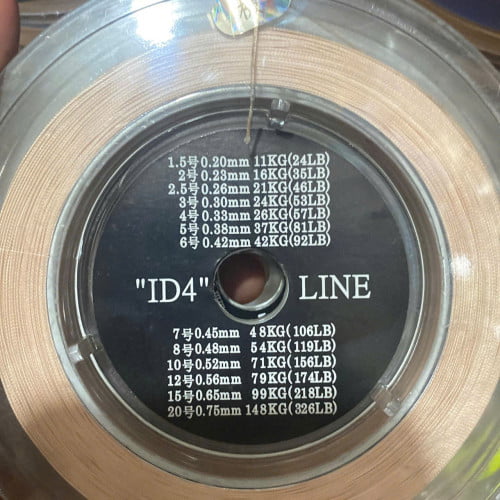 1.5号0.20mm 11KG(24LB)
2号0.23mm 16KG(35LB)
2.5号0.26mm 21KG(46LB)
3号0.30mm 24KG(53LB)
4号0.33mm 26KG(57LB)
5号0.38mm 37KG(81LB)
6号0.42mm 42KG(92LB)
"ID4" LINE
7号0.45mm 48KG(106LB)
8号0.48mm 54KG(119LB)
10号0.52mm 71KG(156LB)
12号0.56mm 79KG(174LB)
15号0.65mm 99KG(218LB)
20号0.75mm 148KG(326LB)